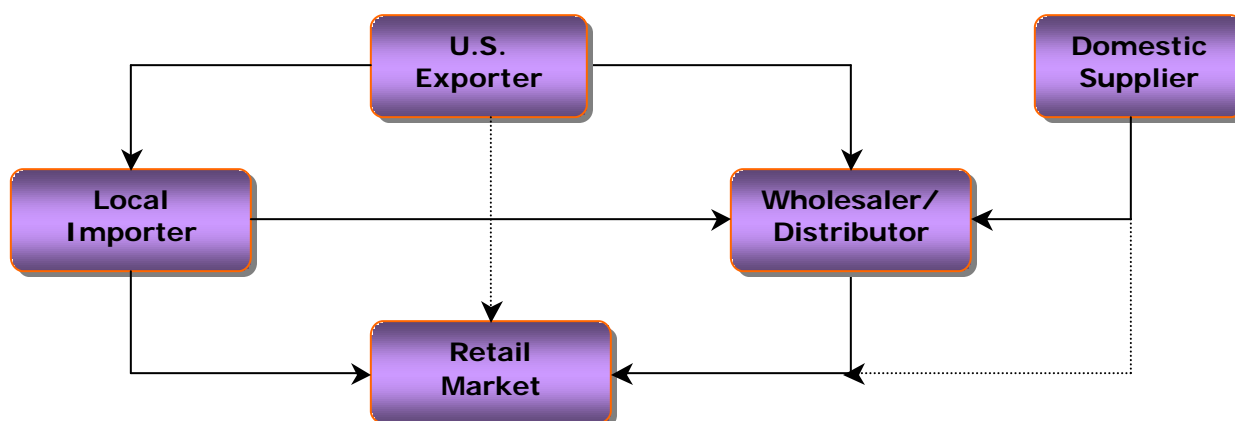 U.S.
Exporter
Domestic
Supplier
Local
Importer
Wholesaler/
Distributor
Retail
Market